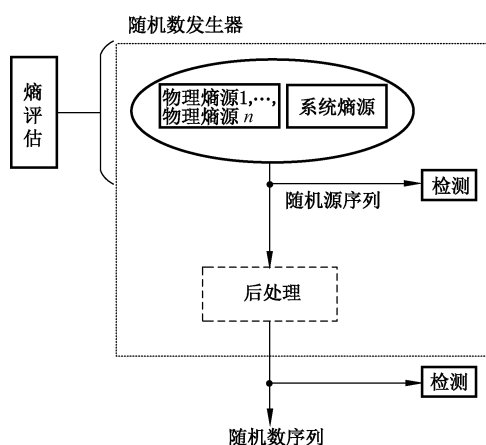 随机数发生器
熵评估
物理熵源1,…,
物理熵源 n
系统熵源
检测
随机源序列
后处理
检测
随机数序列